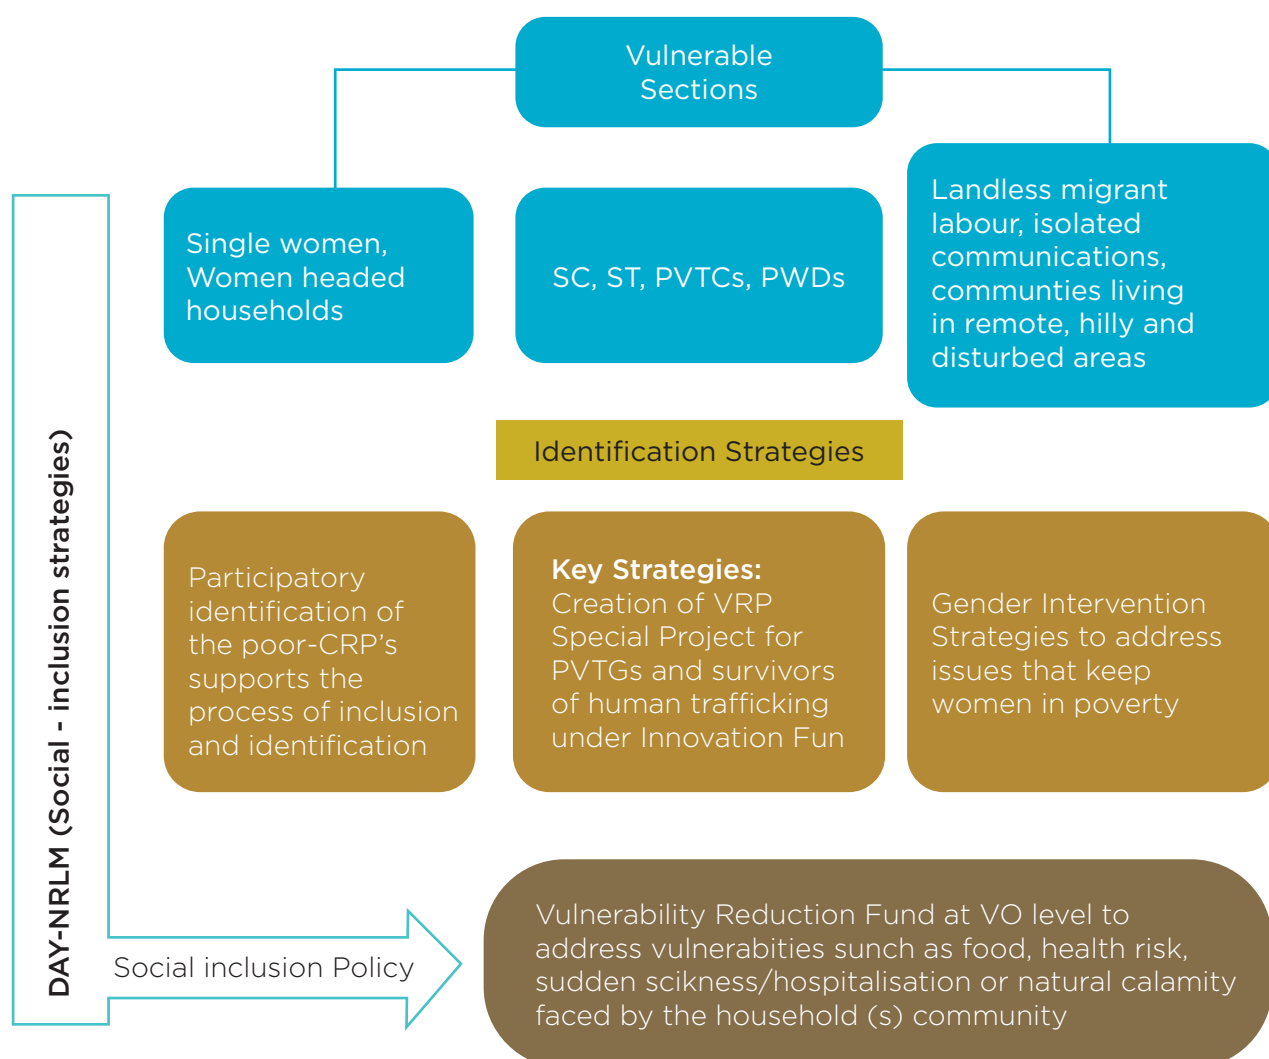 Vulnerable
Sections
Single women,
Women headed
households
SC, ST, PVTCs, PWDs
Landless migrant
labour, isolated
communications,
communties living
in remote, hilly and
disturbed areas
Identification Strategies
Participatory
identification of
the poor-CRP’s
supports the
process of inclusion
and identification
Key Strategies:
Creation of VRP
Special Project for
PVTGs and survivors
of human trafficking
under Innovation Fun
Gender Intervention
Strategies to address
issues that keep
women in poverty
DAY-NRLM (Social - inclusion strategies)
Social inclusion Policy
Vulnerability Reduction Fund at VO level to
address vulnerabities sunch as food, health risk,
sudden scikness/hospitalisation or natural calamity
faced by the household (s) community